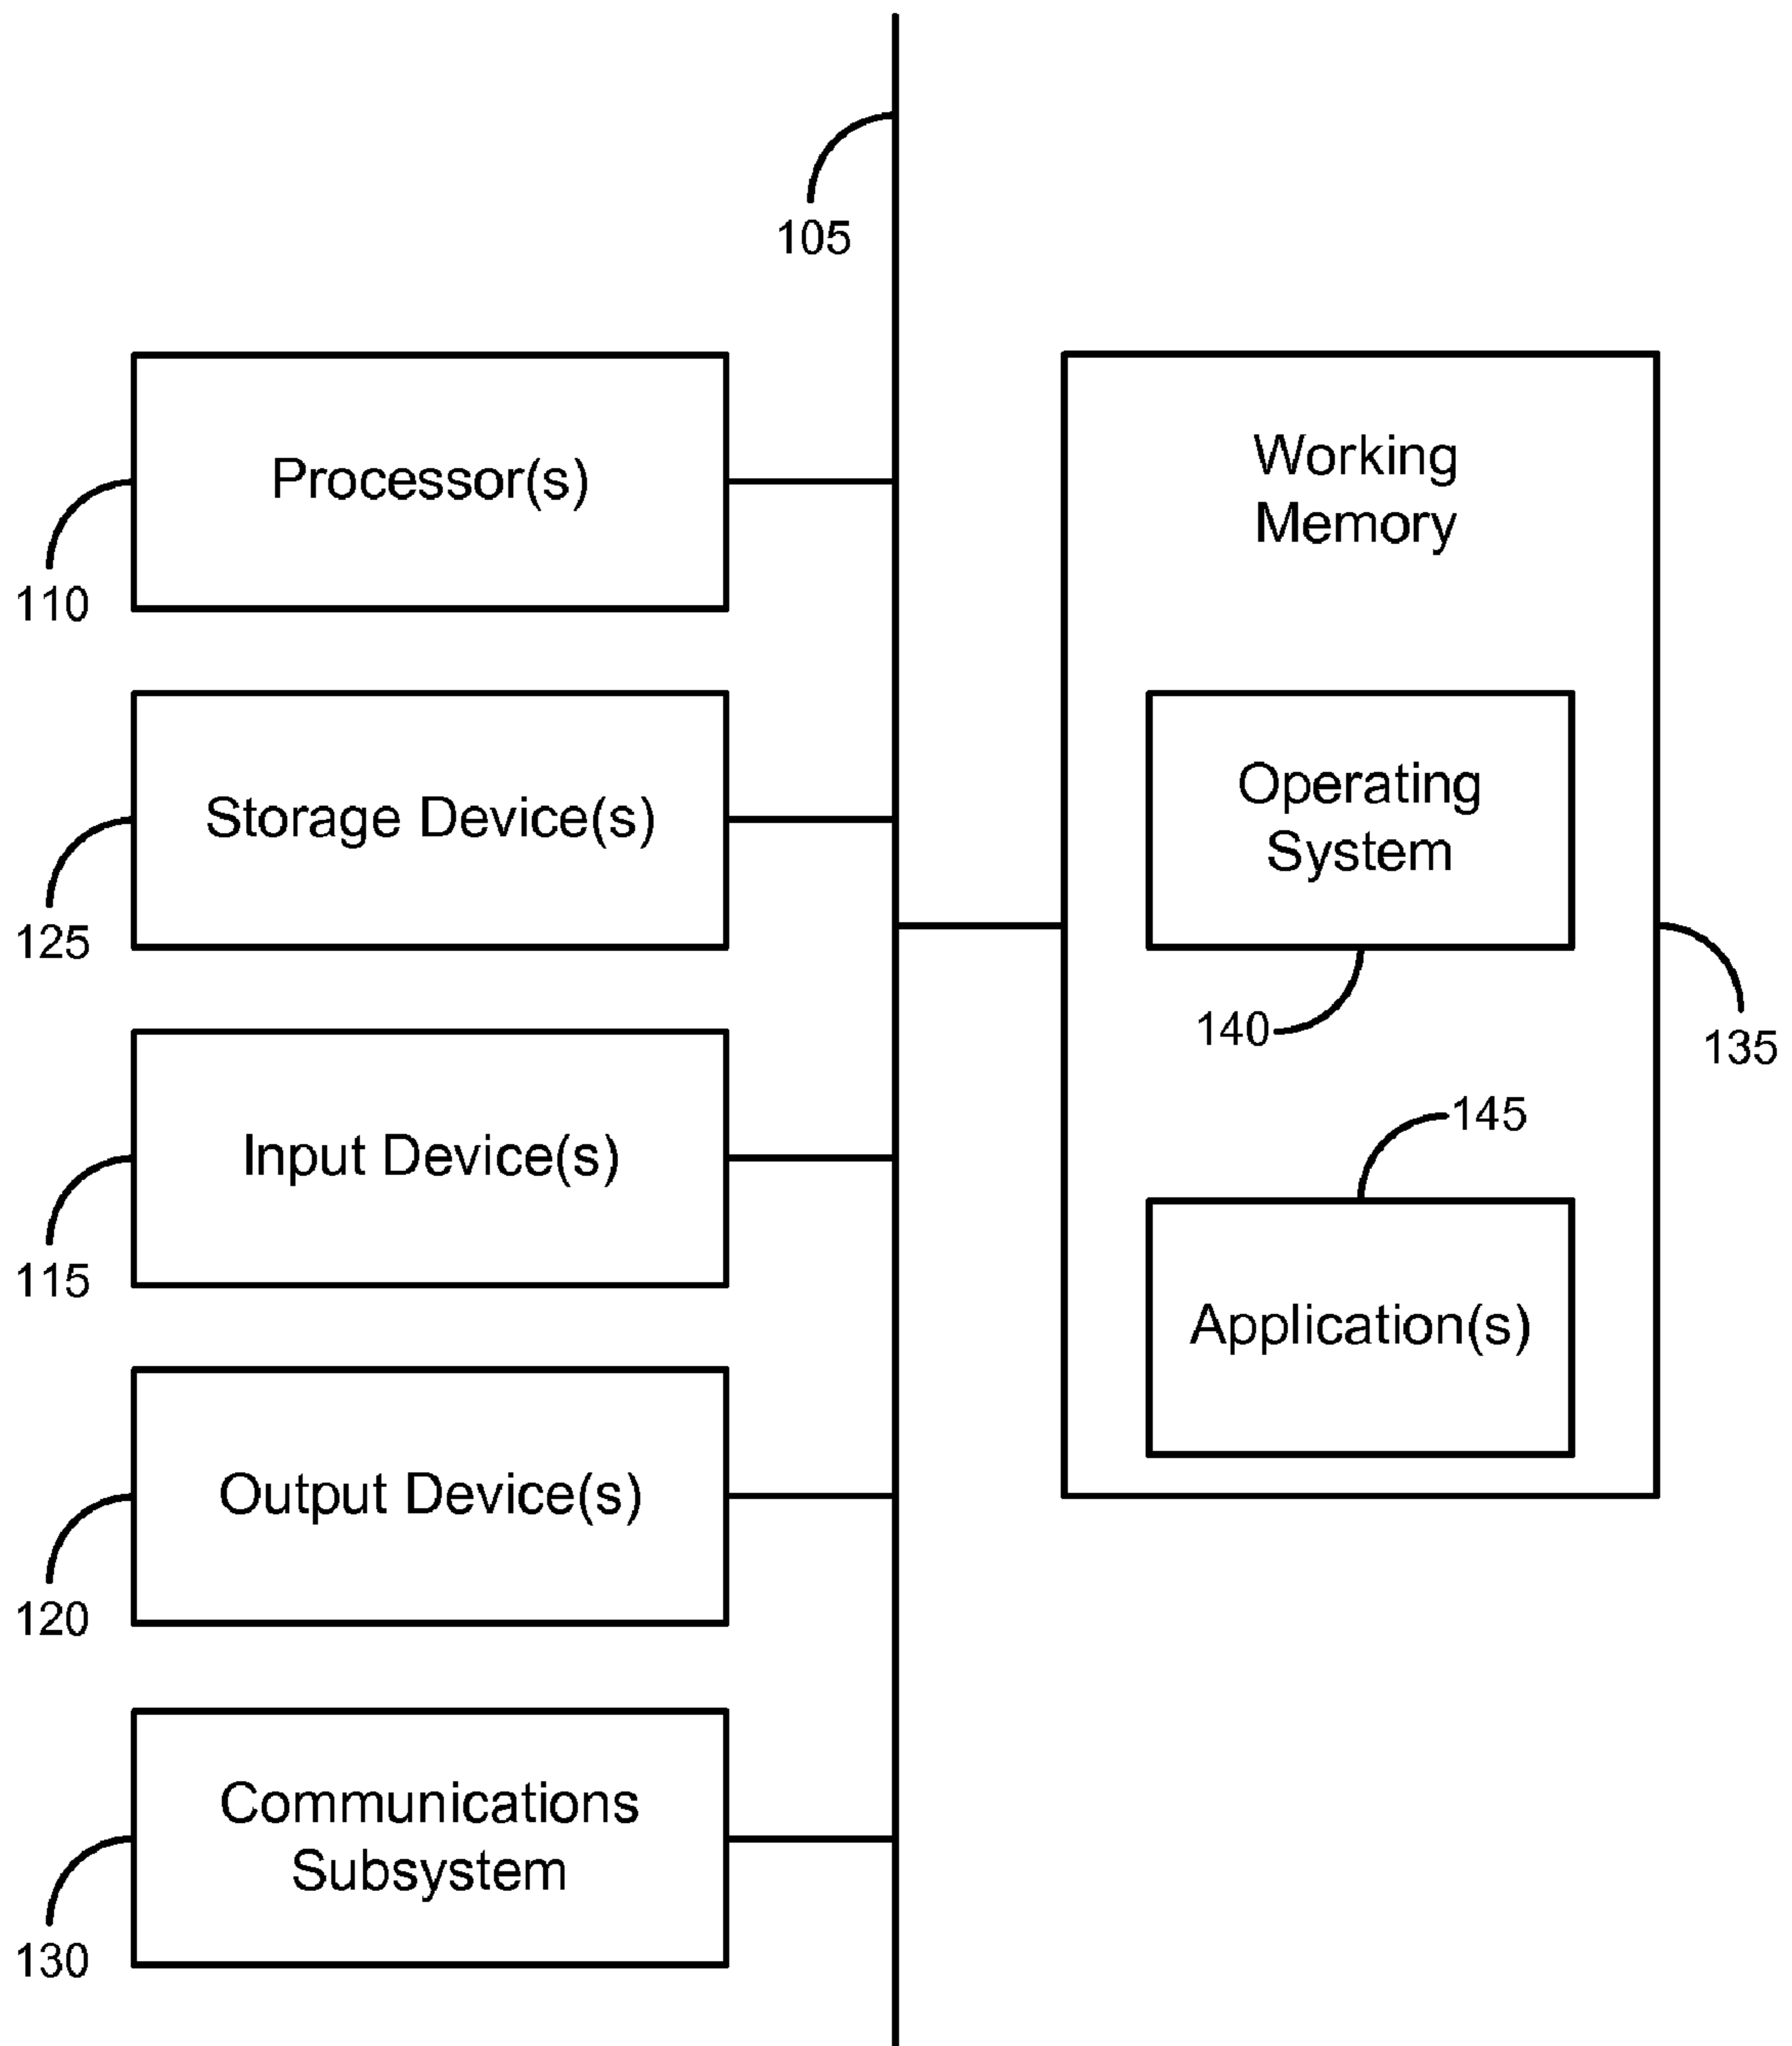 105
Processor(s)
110
Storage Device(s)
125
Input Device(s)
115
Output Device(s)
120
Communications
Subsystem
130
Working
Memory
Operating
System
140
135
145
Application(s)